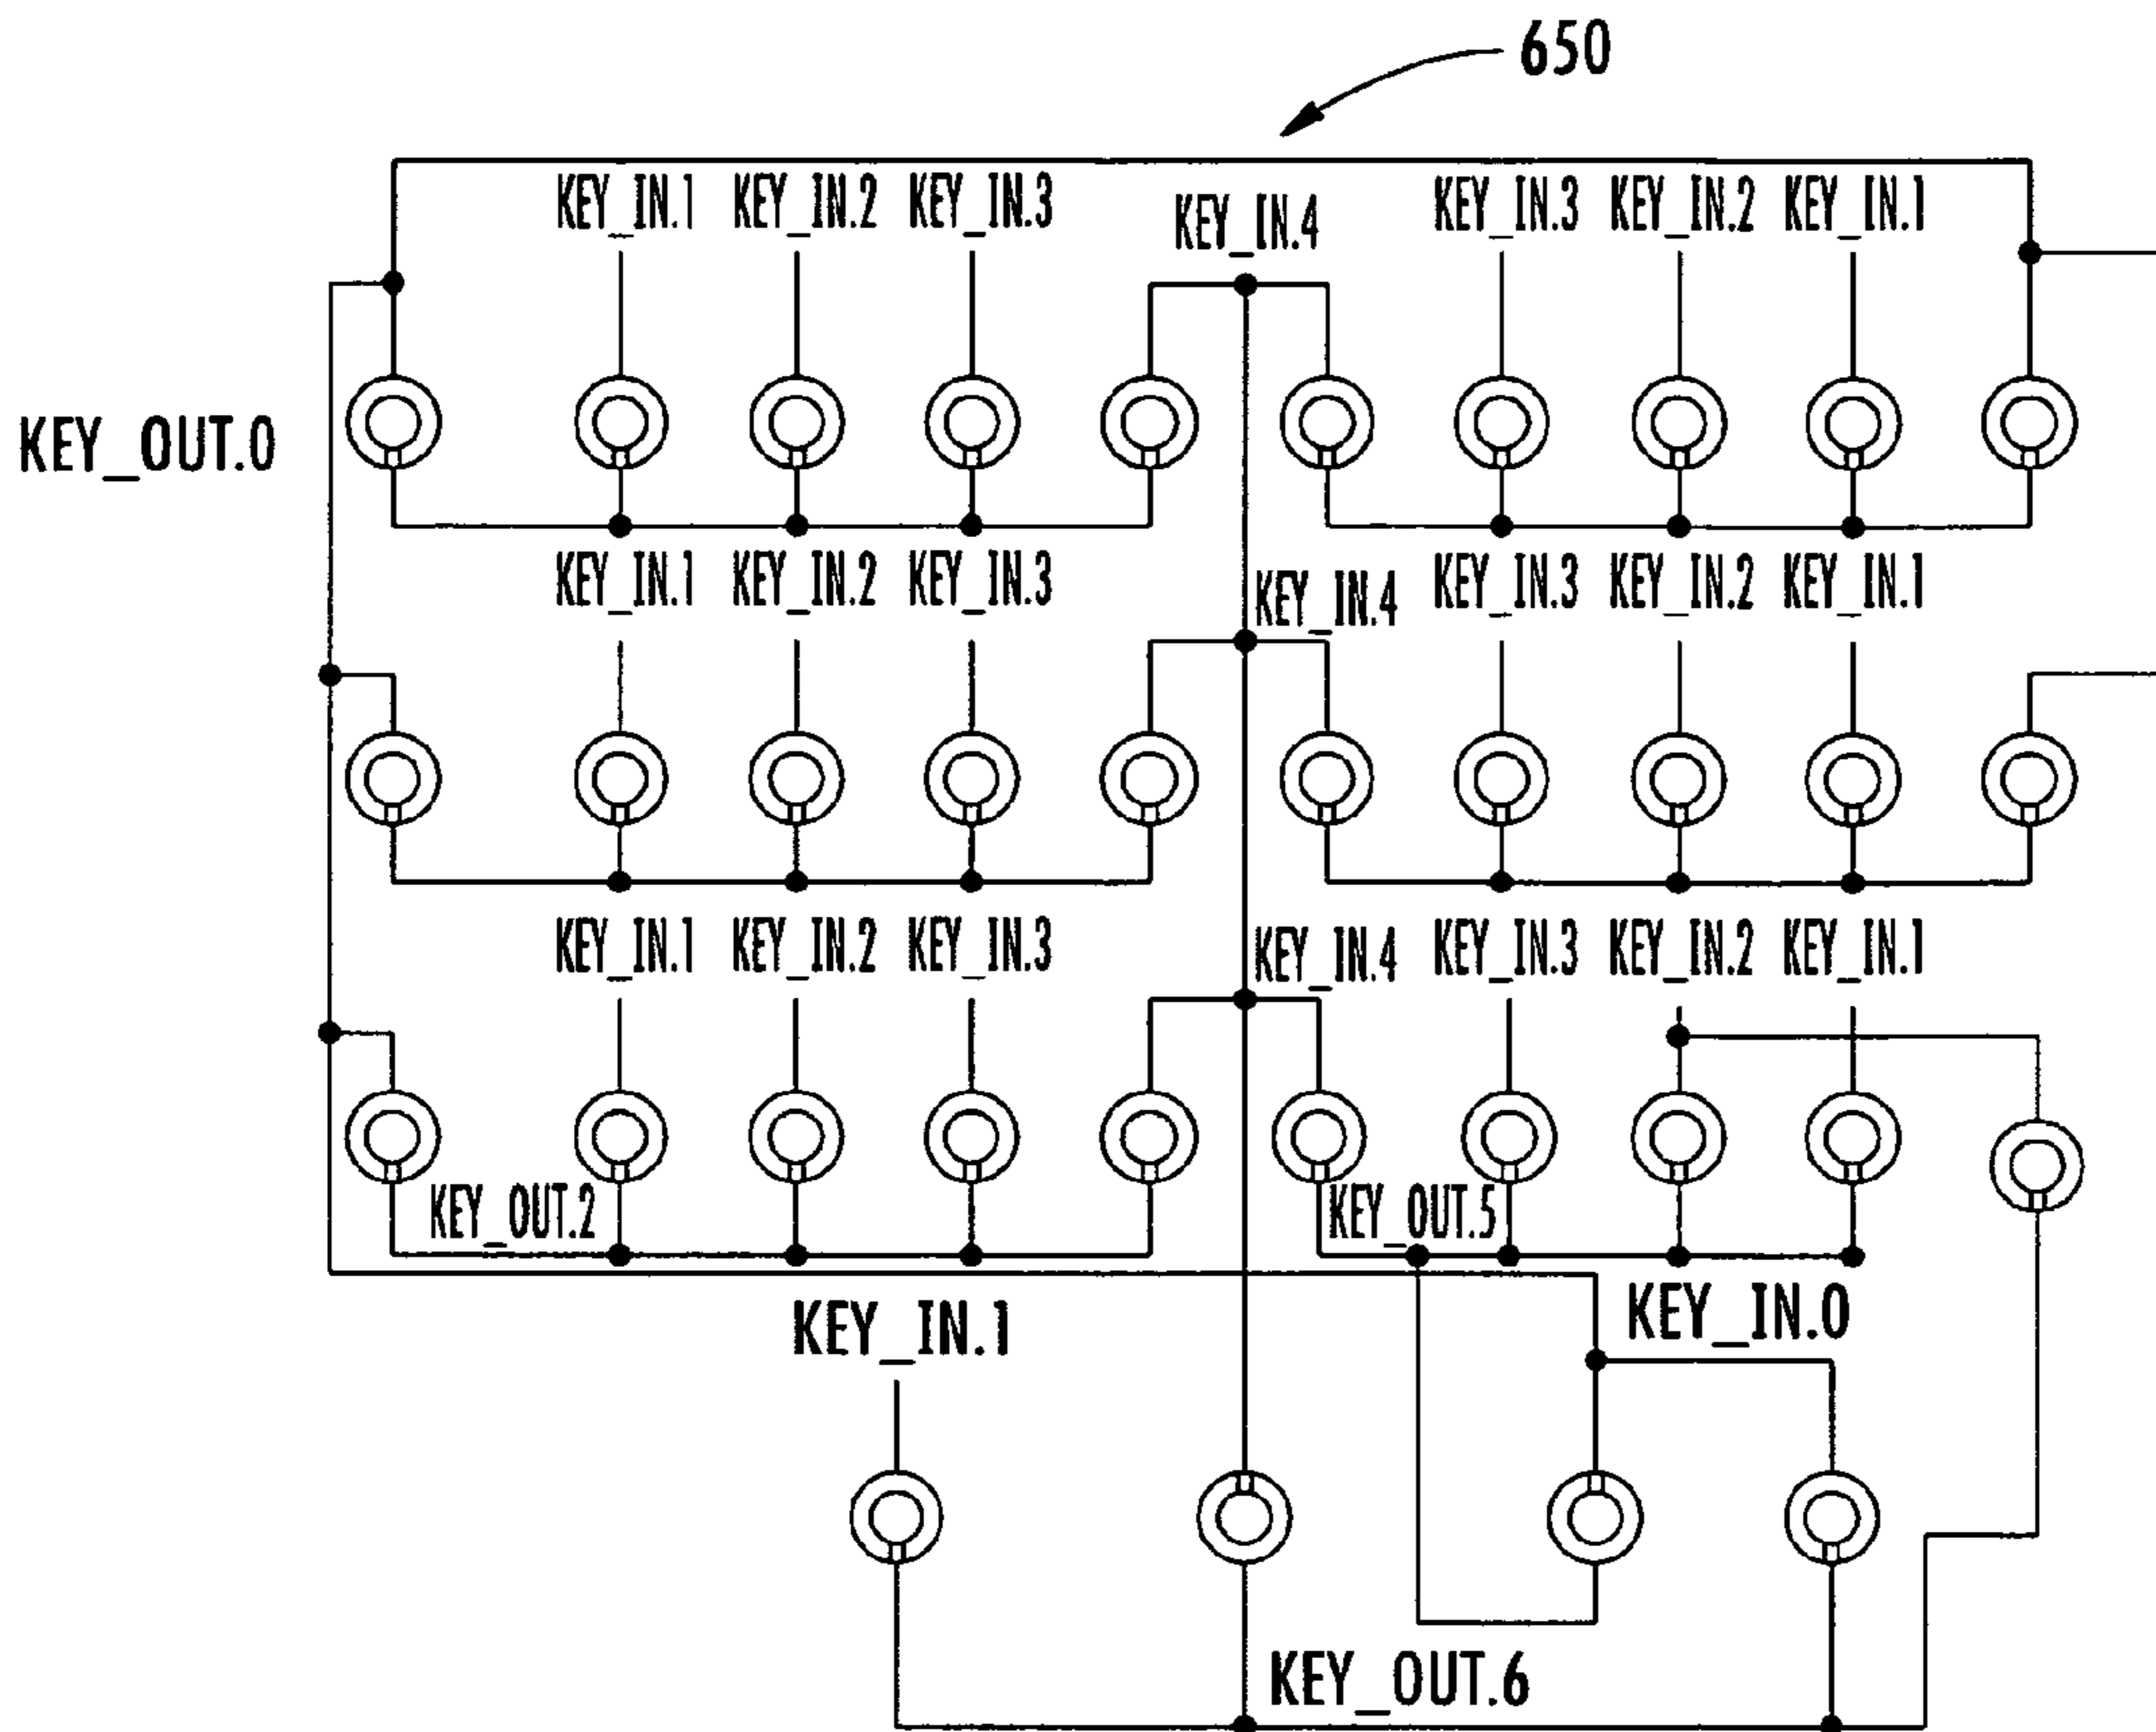 650
KEY_IN.1 KEY_IN.2 KEY_IN.3 KEY_IN.4 KEY_IN.3 KEY_IN.2 KEY_IN.1
KEY_OUT.0
KEY_IN.1 KEY_IN.2 KEY_IN.3 KEY_IN.4 KEY_IN.3 KEY_IN.2 KEY_IN.1
KEY_IN.1 KEY_IN.2 KEY_IN.3 KEY_IN.4 KEY_IN.3 KEY_IN.2 KEY_IN.1
KEY_OUT.2 KEY_OUT.5
KEY_IN.1 KEY_IN.0
KEY_OUT.6